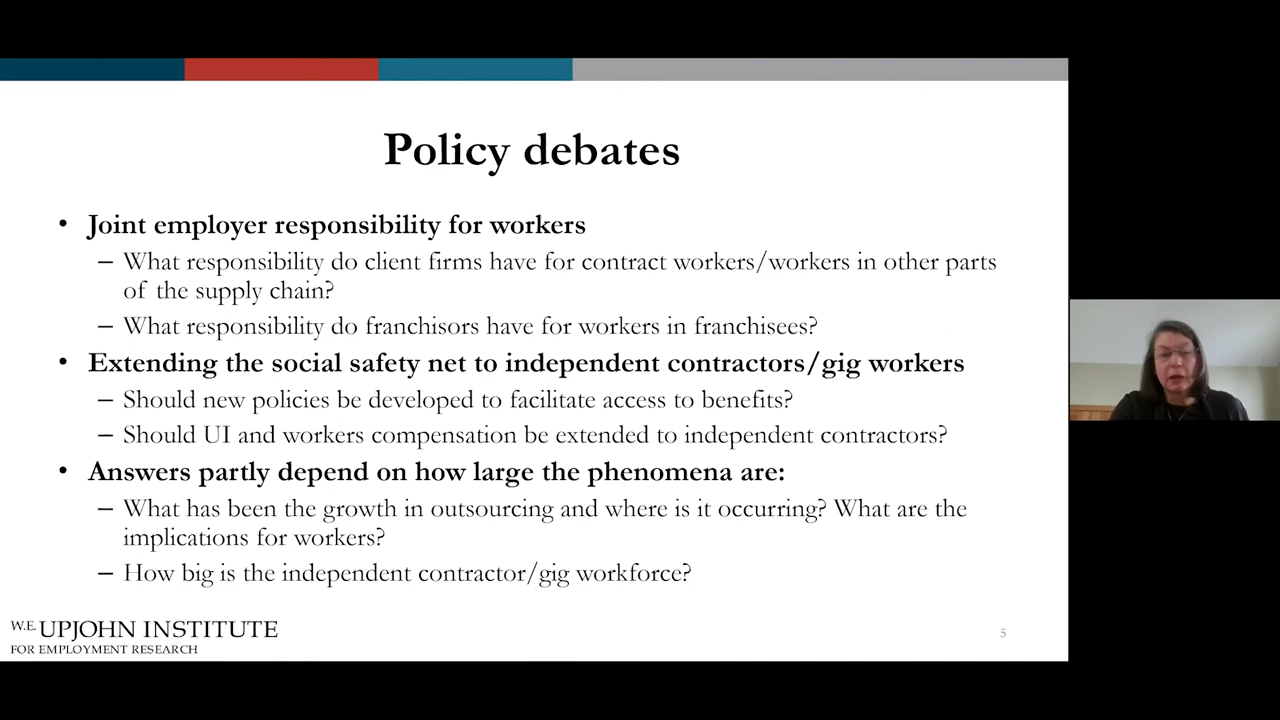 Policy debates
• Joint employer responsibility for workers
– What responsibility do client firms have for contract workers/workers in other parts
of the supply chain?
– What responsibility do franchisors have for workers in franchisees?
• Extending the social safety net to independent contractors/gig workers
– Should new policies be developed to facilitate access to benefits?
– Should UI and workers compensation be extended to independent contractors?
• Answers partly depend on how large the phenomena are:
– What has been the growth in outsourcing and where is it occurring? What are the
implications for workers?
– How big is the independent contractor/gig workforce?
W.E. UPJOHN INSTITUTE
FOR EMPLOYMENT RESEARCH
5